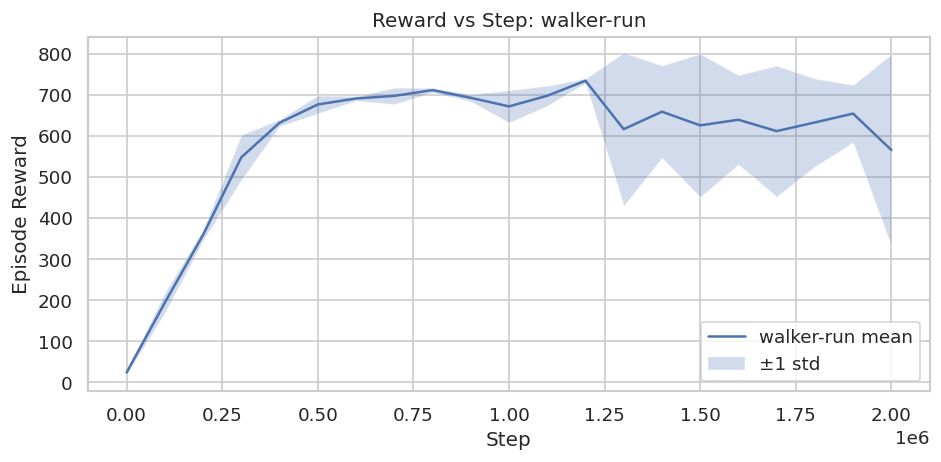 Reward vs Step: walker-run
Episode Reward
800
700
600
500
400
300
200
100
0
walker-run mean
±1 std
0.00 0.25 0.50 0.75 1.00 1.25 1.50 1.75 2.00
1e6
Step